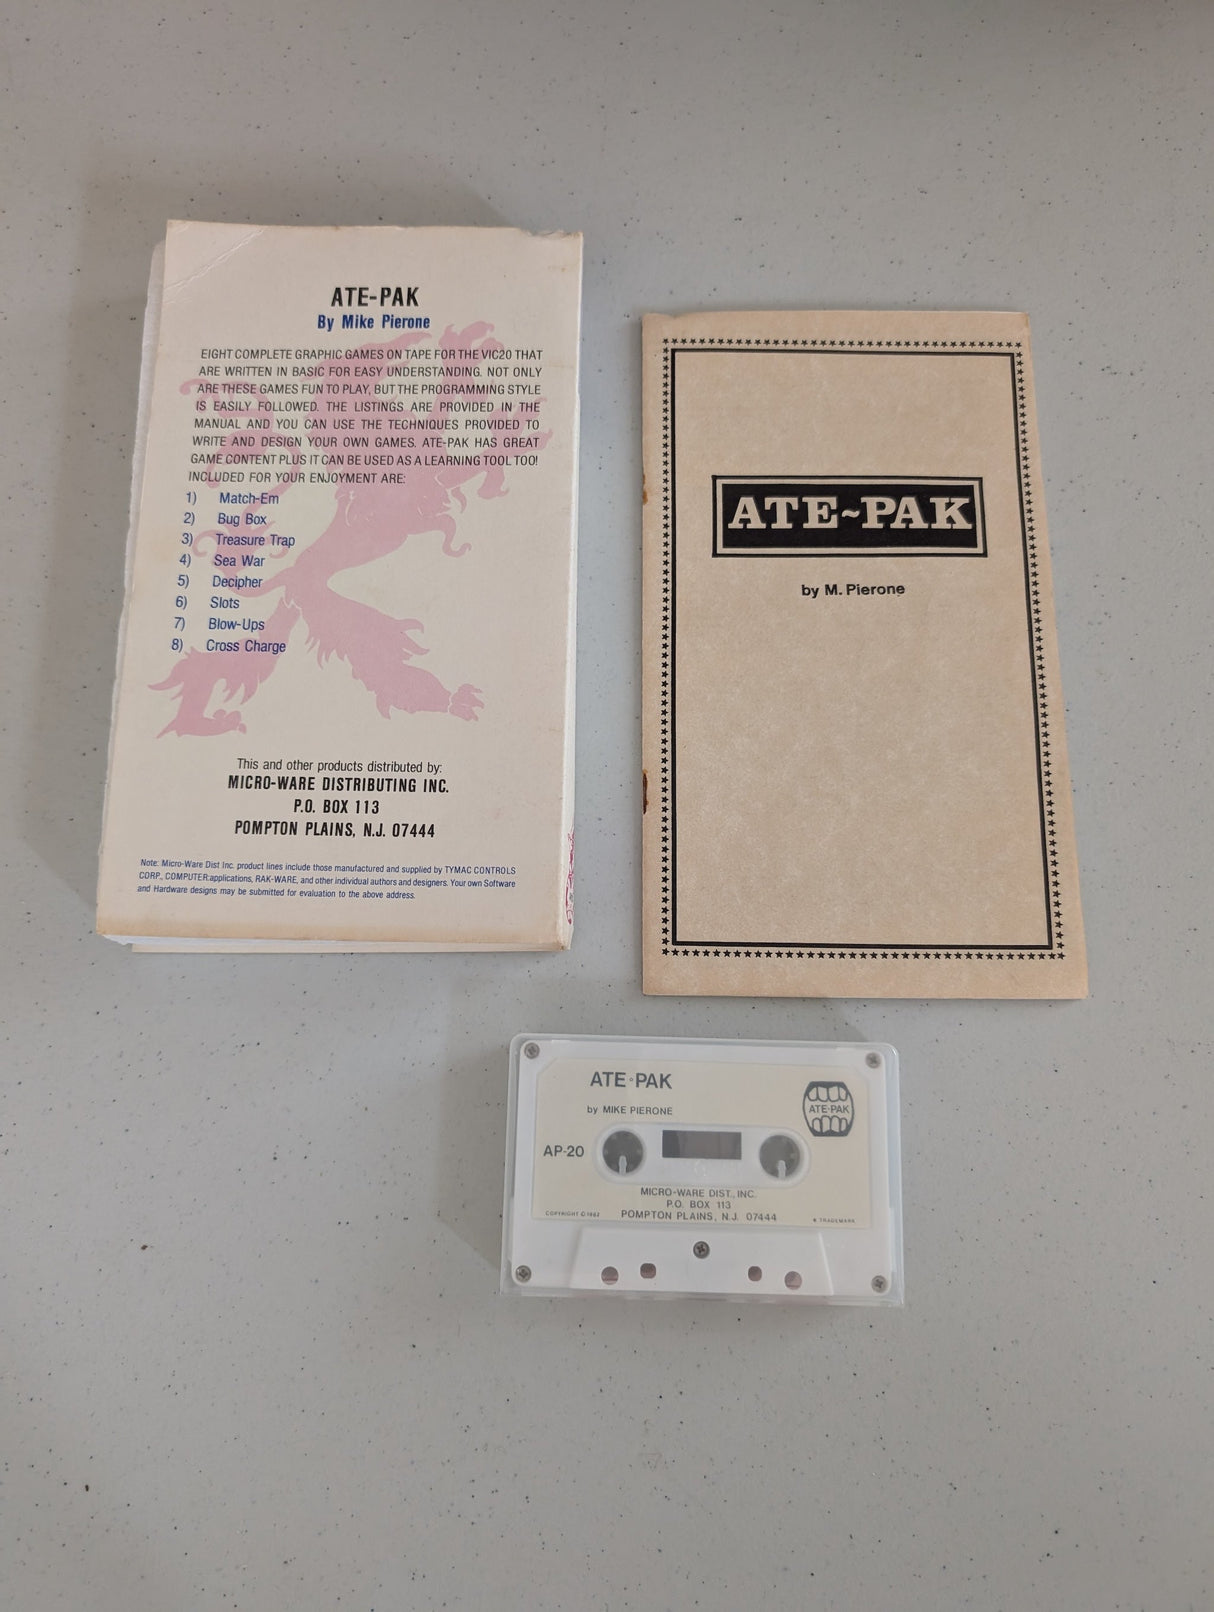 ATE-PAK
By Mike Pierone
EIGHT COMPLETE GRAPHIC GAMES ON TAPE FOR THE VIC20 THAT
ARE WRITTEN IN BASIC FOR EASY UNDERSTANDING. NOT ONLY
ARE THESE GAMES FUN TO PLAY, BUT THE PROGRAMMING STYLE
IS EASILY FOLLOWED. THE LISTINGS ARE PROVIDED IN THE
MANUAL AND YOU CAN USE THE TECHNIQUES PROVIDED TO
WRITE AND DESIGN YOUR OWN GAMES. ATE-PAK HAS GREAT
GAME CONTENT PLUS IT CAN BE USED AS A LEARNING TOOL TOO!
INCLUDED FOR YOUR ENJOYMENT ARE:
1) Match-Em
2) Bug Box
3) Treasure Trap
4) Sea War
5) Decipher
6) Slots
7) Blow-Ups
8) Cross Charge
This and other products distributed by:
MICRO-WARE DISTRIBUTING INC.
P.O. BOX 113
POMPTON PLAINS, N.J. 07444
Note: Micro-Ware Dist Inc. product lines include those manufactured and supplied by TYMAC CONTROLS
CORP., COMPUTER applications, RAK-WARE, and other individual authors and designers. Your own Software
and Hardware designs may be submitted for evaluation to the above address.
ATE~PAK
by M. Pierone
ATE-PAK
by MIKE PIERONE
ATE-PAK
AP-20
MICRO-WARE DIST., INC.
P.O. BOX 113
POMPTON PLAINS, N.J. 07444
COPYRIGHT © 1982
* TRADEMARK